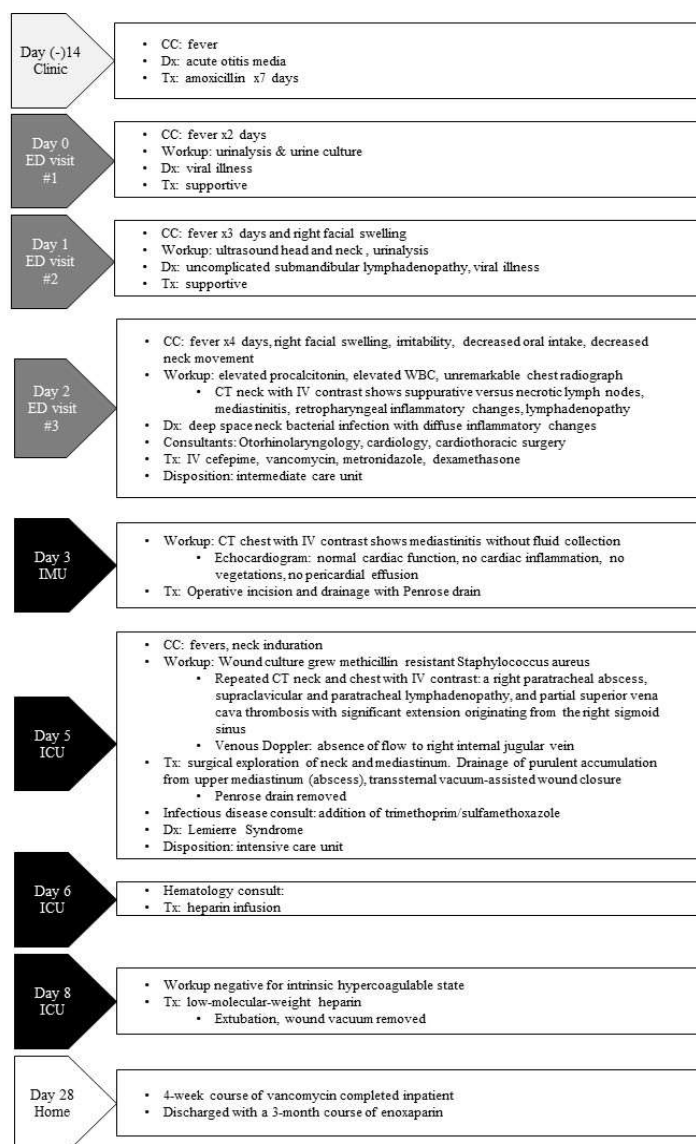 Day (-)14
Clinic
• CC: fever
• Dx: acute otitis media
• Tx: amoxicillin x7 days
Day 0
ED visit
#1
• CC: fever x2 days
• Workup: urinalysis & urine culture
• Dx: viral illness
• Tx: supportive
Day 1
ED visit
#2
• CC: fever x3 days and right facial swelling
• Workup: ultrasound head and neck , urinalysis
• Dx: uncomplicated submandibular lymphadenopathy, viral illness
• Tx: supportive
Day 2
ED visit
#3
• CC: fever x4 days, right facial swelling, irritability, decreased oral intake, decreased
neck movement
• Workup: elevated procalcitonin, elevated WBC, unremarkable chest radiograph
• CT neck with IV contrast shows suppurative versus necrotic lymph nodes,
mediastinitis, retropharyngeal inflammatory changes, lymphadenopathy
• Dx: deep space neck bacterial infection with diffuse inflammatory changes
• Consultants: Otorhinolaryngology, cardiology, cardiothoracic surgery
• Tx: IV cefepime, vancomycin, metronidazole, dexamethasone
• Disposition: intermediate care unit
Day 3
IMU
• Workup: CT chest with IV contrast shows mediastinitis without fluid collection
• Echocardiogram: normal cardiac function, no cardiac inflammation, no
vegetations, no pericardial effusion
• Tx: Operative incision and drainage with Penrose drain
Day 5
ICU
• CC: fevers, neck induration
• Workup: Wound culture grew methicillin resistant Staphylococcus aureus
• Repeated CT neck and chest with IV contrast: a right paratracheal abscess,
supraclavicular and paratracheal lymphadenopathy, and partial superior vena
cava thrombosis with significant extension originating from the right sigmoid
sinus
• Venous Doppler: absence of flow to right internal jugular vein
• Tx: surgical exploration of neck and mediastinum. Drainage of purulent accumulation
from upper mediastinum (abscess), transsternal vacuum-assisted wound closure
• Penrose drain removed
• Infectious disease consult: addition of trimethoprim/sulfamethoxazole
• Dx: Lemierre Syndrome
• Disposition: intensive care unit
Day 6
ICU
• Hematology consult:
• Tx: heparin infusion
Day 8
ICU
• Workup negative for intrinsic hypercoagulable state
• Tx: low-molecular-weight heparin
• Extubation, wound vacuum removed
Day 28
Home
• 4-week course of vancomycin completed inpatient
• Discharged with a 3-month course of enoxaparin